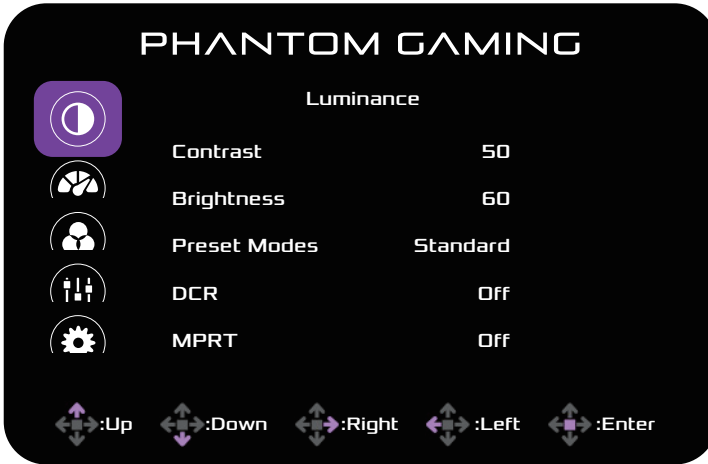 PHANTOM GAMING
Luminance
Contrast 50
Brightness 60
Preset Modes Standard
DCR Off
MPRT Off
:Up :Down :Right :Left :Enter